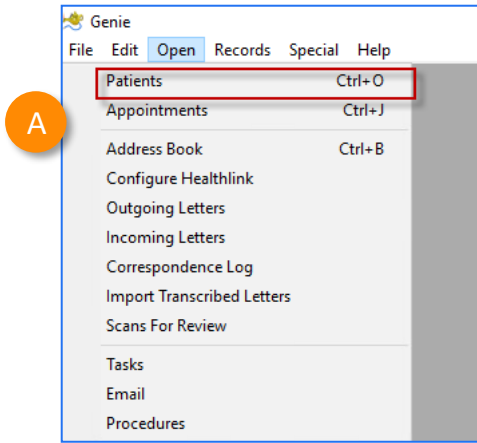 Genie
File Edit Open Records Special Help
Patients Ctrl+O
A
Appointments Ctrl+J
Address Book Ctrl+B
Configure Healthlink
Outgoing Letters
Incoming Letters
Correspondence Log
Import Transcribed Letters
Scans For Review
Tasks
Email
Procedures